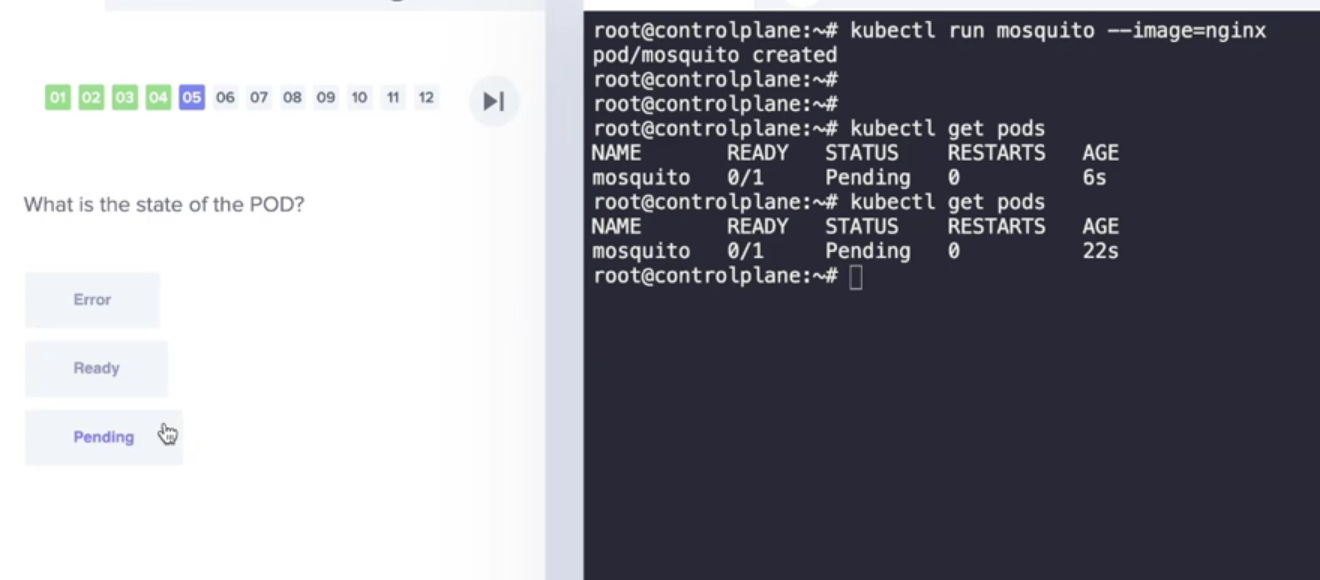 01 02 03 04 05 06 07 08 09 10 11 12
What is the state of the POD?
Error
Ready
Pending
root@controlplane:~# kubectl run mosquito --image=nginx
pod/mosquito created
root@controlplane:~#
root@controlplane:~#
root@controlplane:~# kubectl get pods
NAME READY STATUS RESTARTS AGE
mosquito 0/1 Pending 0 6s
root@controlplane:~# kubectl get pods
NAME READY STATUS RESTARTS AGE
mosquito 0/1 Pending 0 22s
root@controlplane:~#